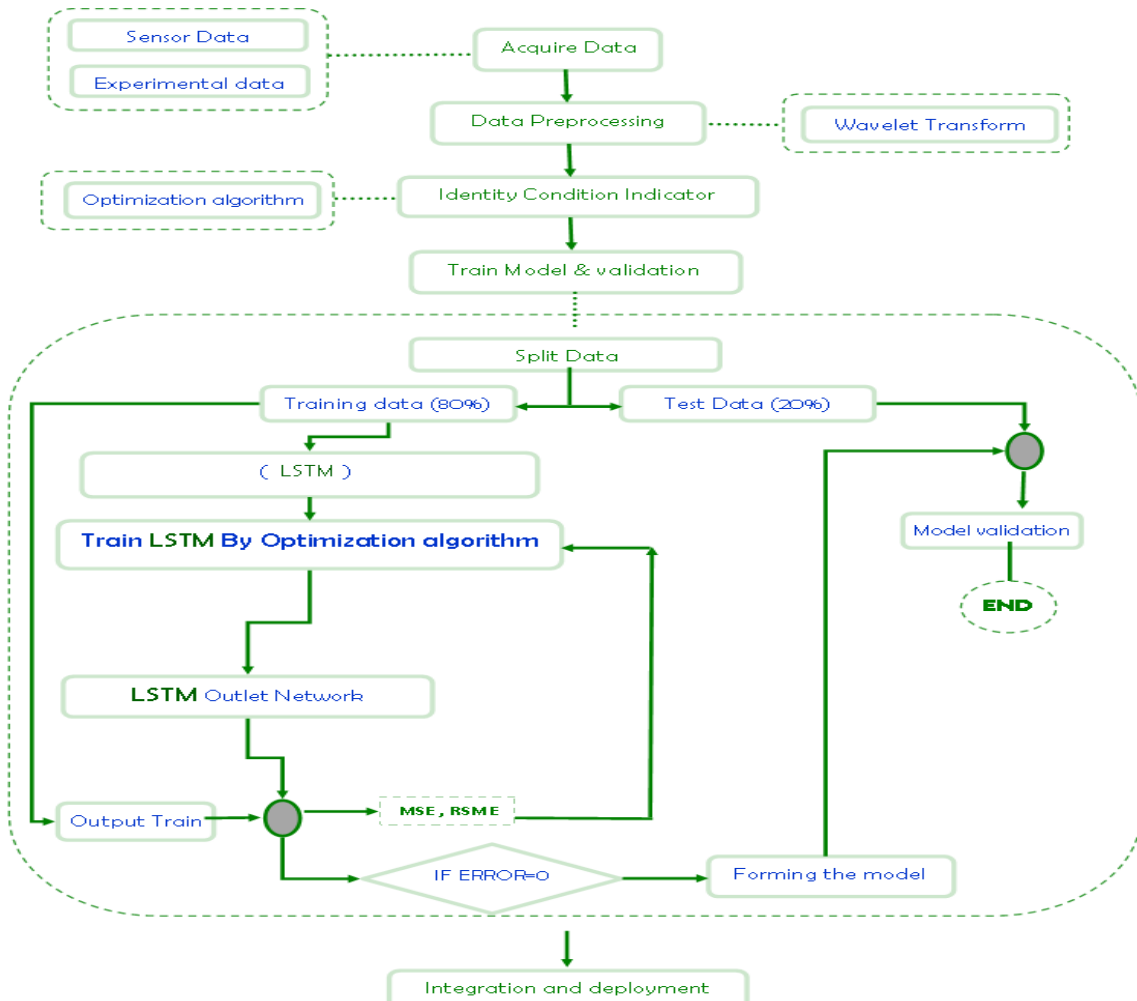 Sensor Data
Acquire Data
Experimental data
Data Preprocessing
Wavelet Transform
Optimization algorithm
Identity Condition Indicator
Train Model & validation
Split Data
Training data (80%)
Test Data (20%)
( LSTM )
Train LSTM By Optimization algorithm
Model validation
END
LSTM Outlet Network
Output Train
MSE, RSME
IF ERROR=0
Forming the model
Integration and deployment